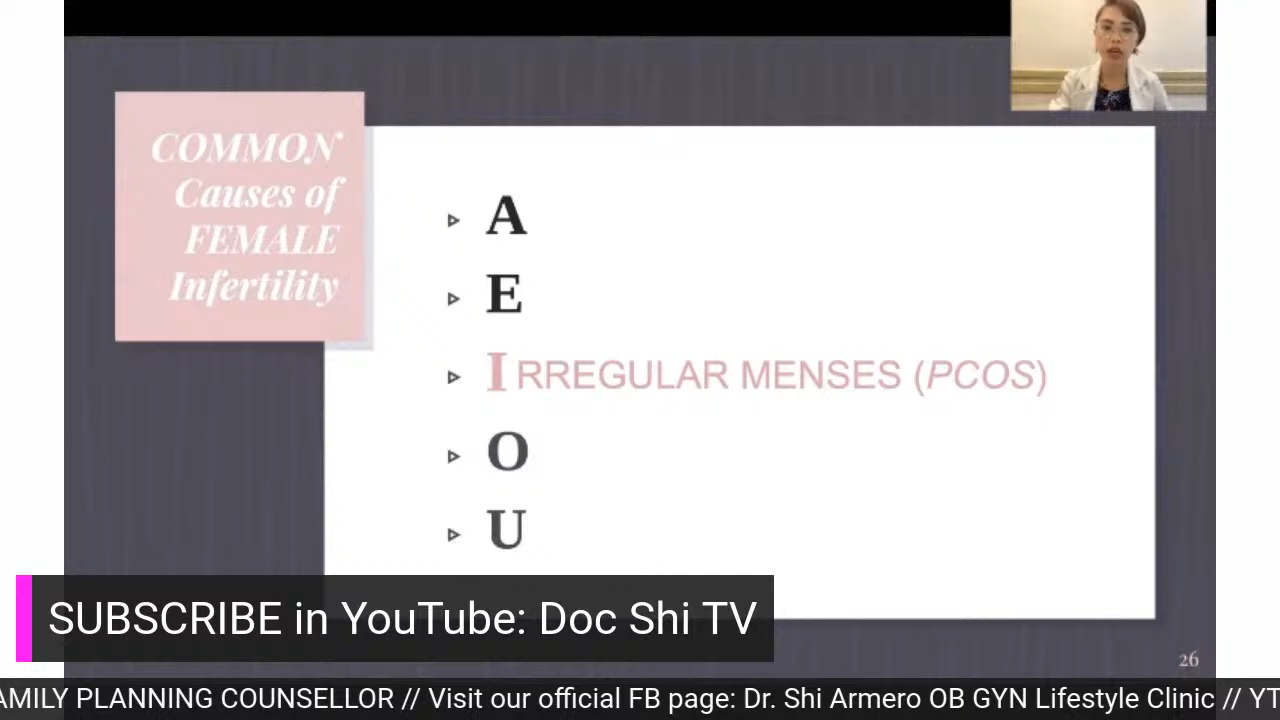 COMMON
Causes of
FEMALE
Infertility
A
E
IRREGULAR MENSES (PCOS)
O
U
SUBSCRIBE in YouTube: Doc Shi TV
26
AMILY PLANNING COUNSELLOR // Visit our official FB page: Dr. Shi Armero OB GYN Lifestyle Clinic // YT